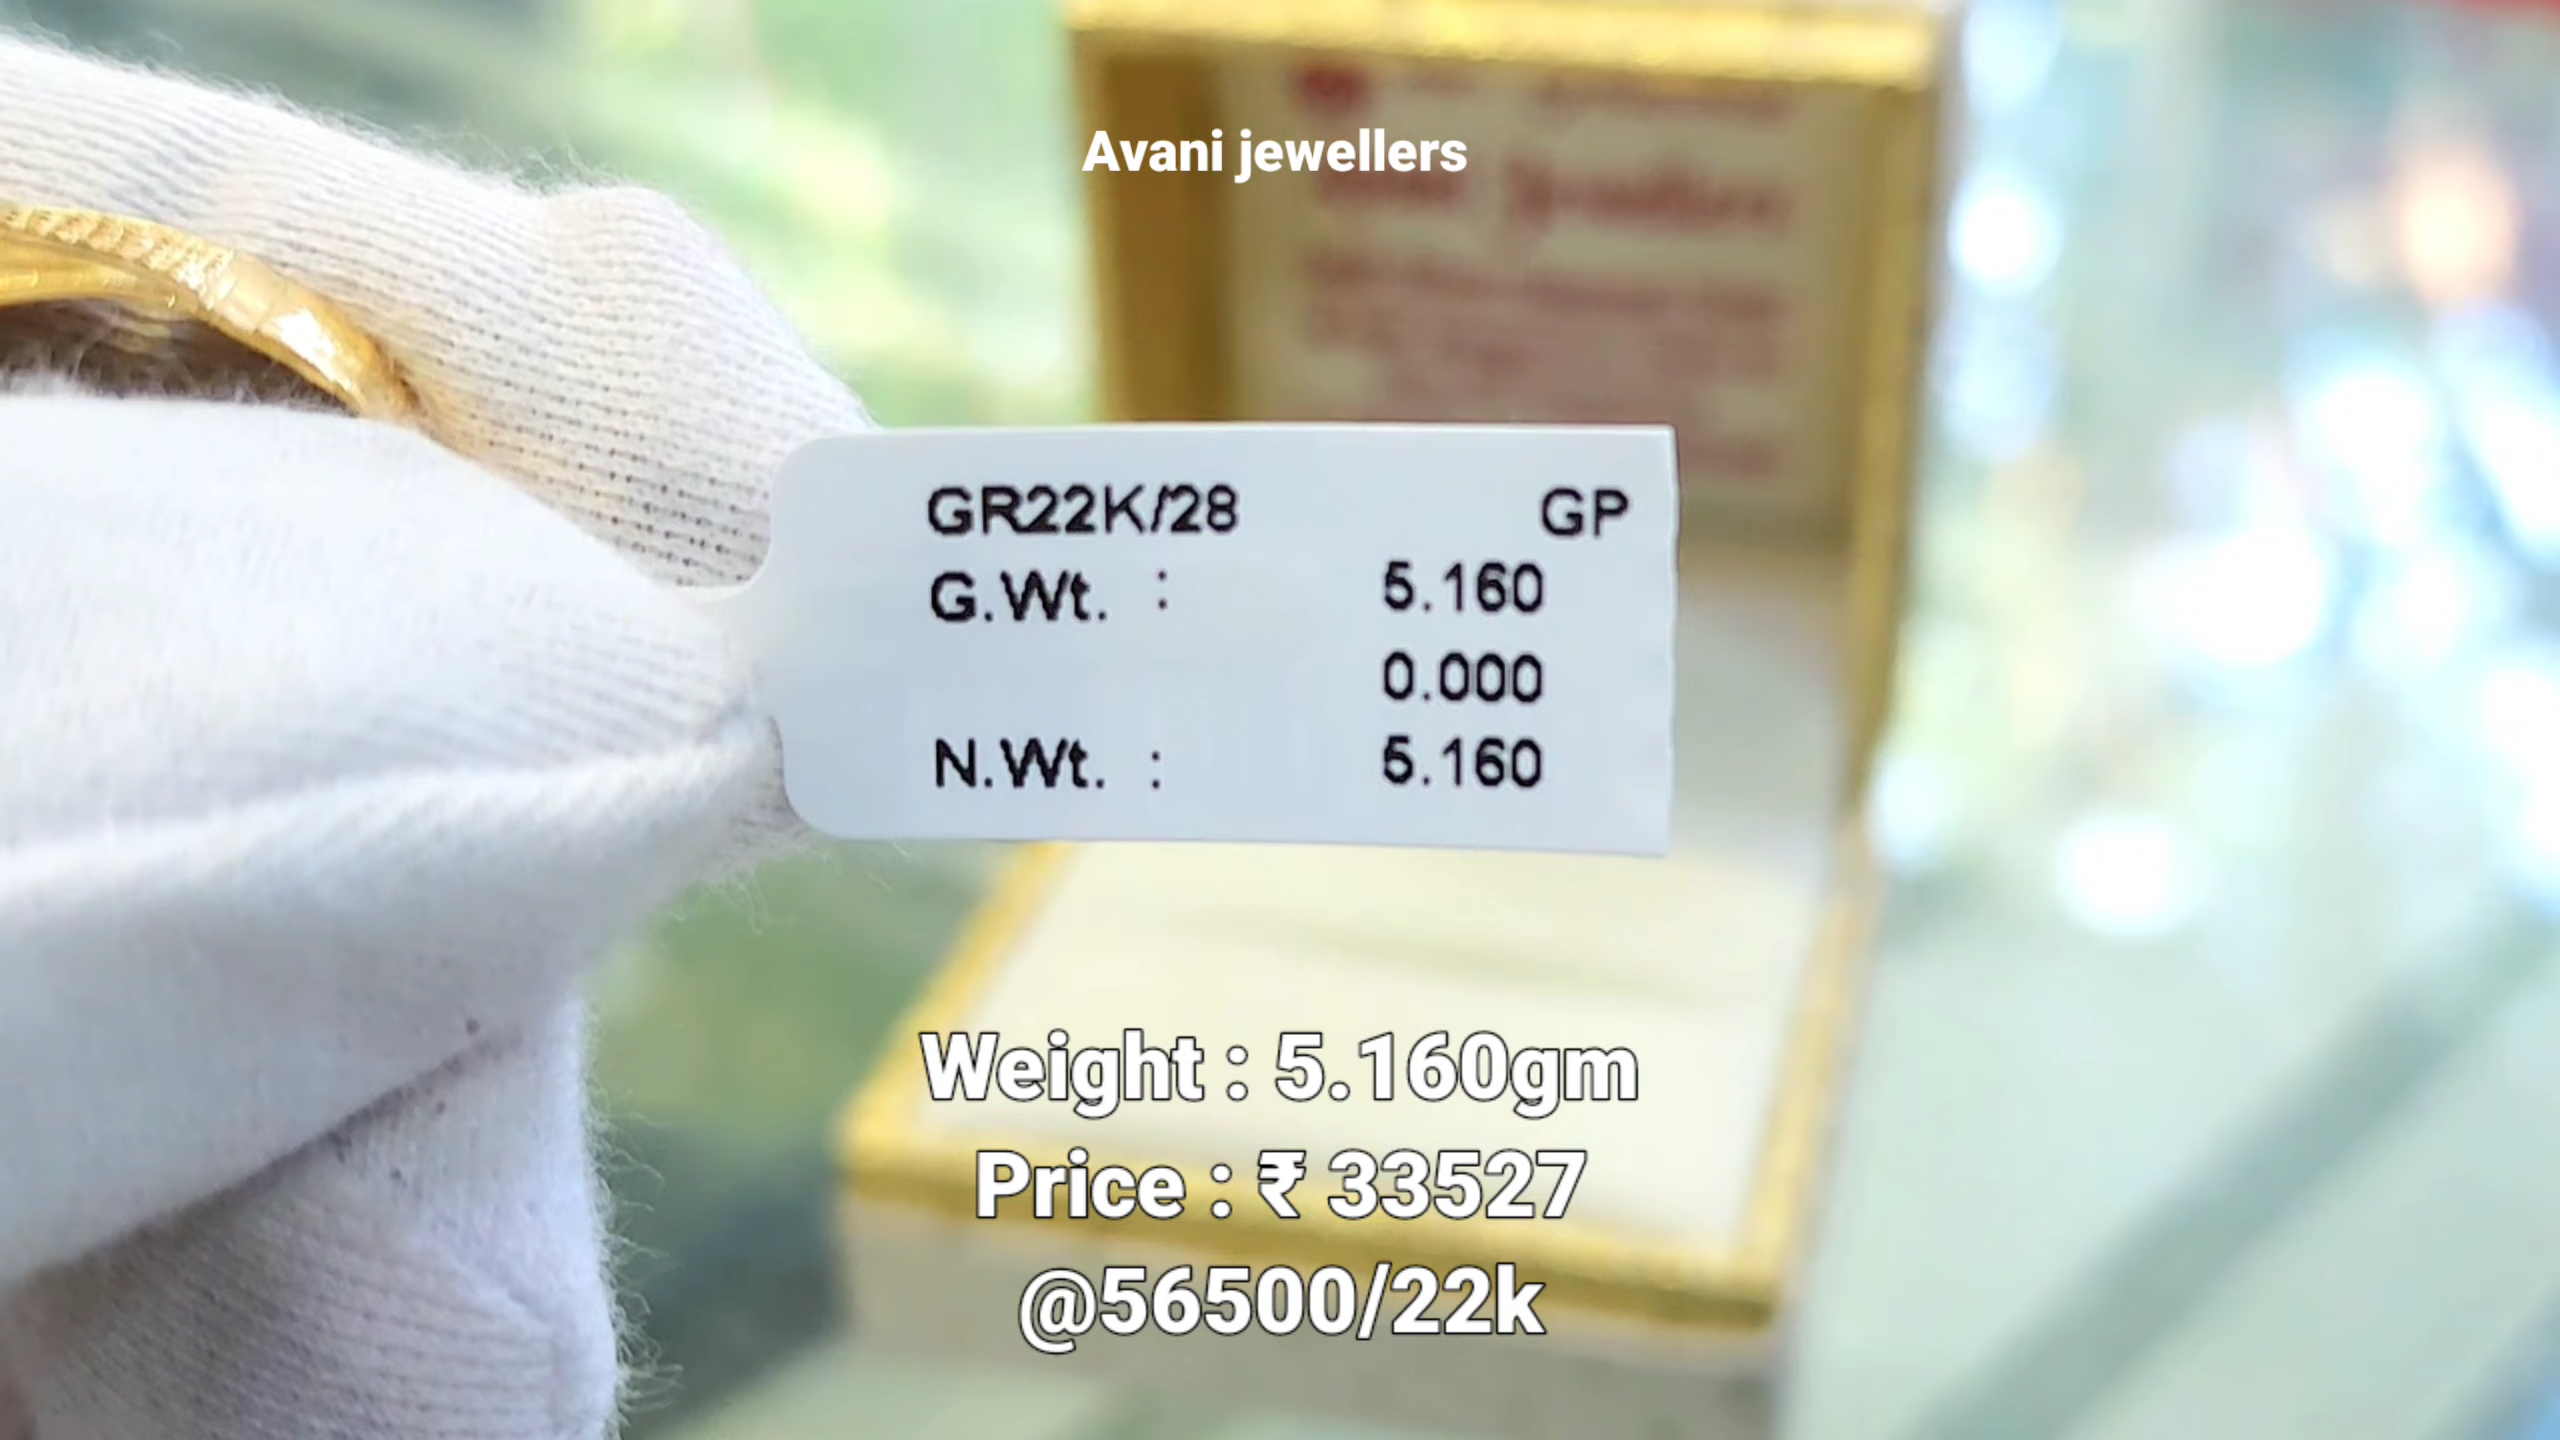 Avani jewellers
GR22K/28 GP
G.Wt. : 5.160
0.000
N.Wt. : 5.160
Weight : 5.160gm
Price : ₹ 33527
@56500/22k